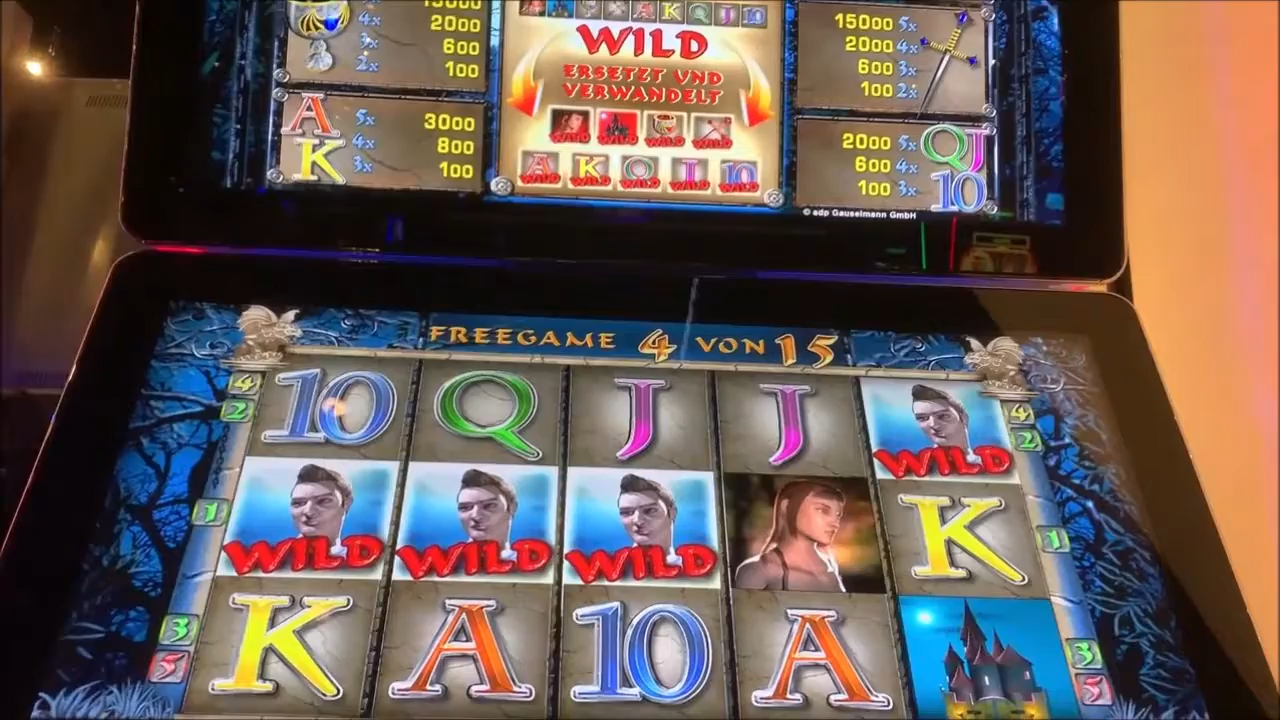 15000
4x 2000
3x 600
2x 100
A K Q J 10
WILD
ERSETZT UND
VERWANDELT
WILD WILD WILD WILD
A K Q J 10
WILD WILD WILD WILD WILD
15000 5x
2000 4x
600 3x
100 2x
A 5x 3000
K 4x 800
3x 100
2000 5x QJ
600 4x
100 3x 10
© adp Gauselmann GmbH
FREEGAME 4 VON 15
4 10 Q J J WILD 4
2 2
1 WILD WILD WILD K 1
3 K A 10 A 3
5 5